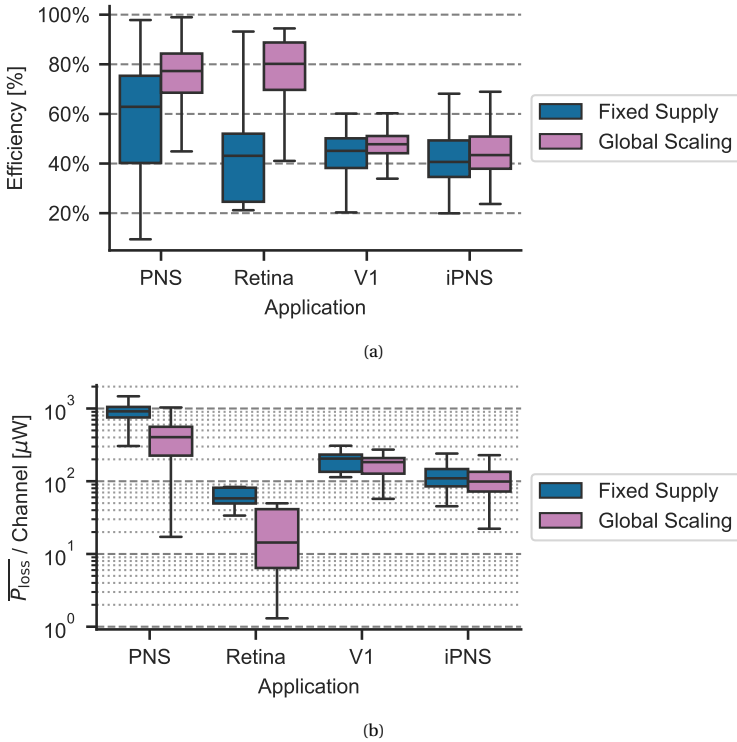 100%
80%
60%
40%
20%
Efficiency [%]
PNS Retina V1 iPNS
Application
Fixed Supply
Global Scaling
(a)
10³
10²
10¹
10⁰
P̅l̅o̅s̅s̅ / Channel [μW]
PNS Retina V1 iPNS
Application
Fixed Supply
Global Scaling
(b)